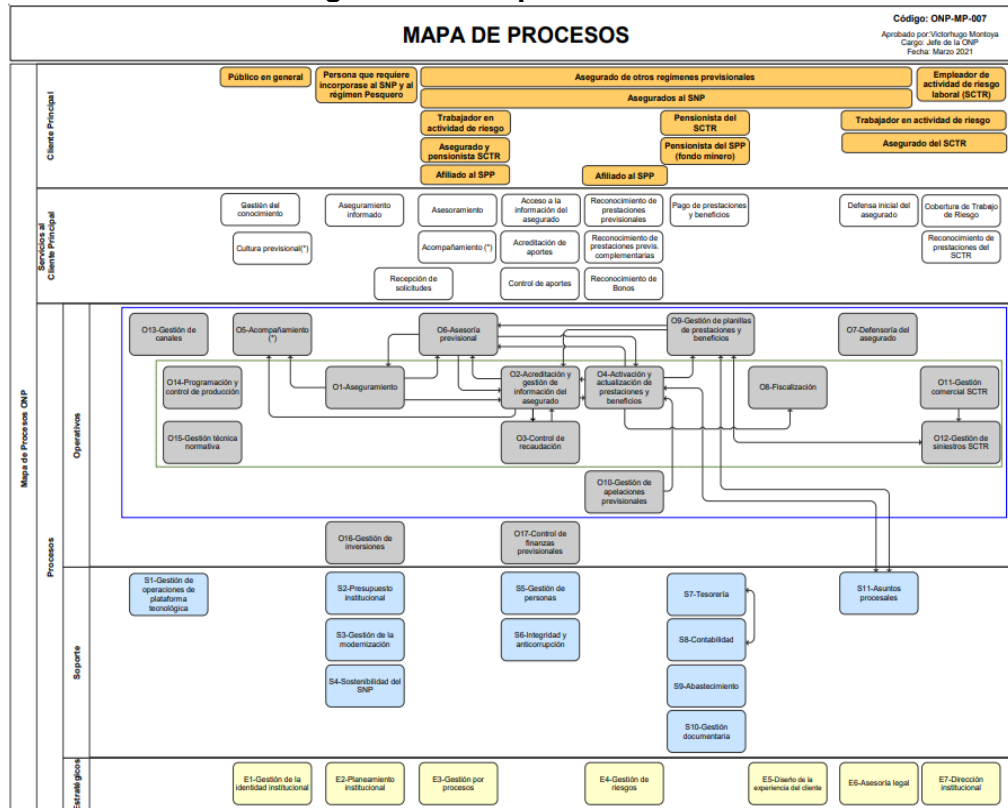 MAPA DE PROCESOS
Código: ONP-MP-007
Aprobado por:Victorhugo Montoya
Cargo: Jefe de la ONP
Fecha: Marzo 2021
Mapa de Procesos ONP
Cliente Principal
Público en general
Persona que requiere
incorporase al SNP y al
régimen Pesquero
Asegurado de otros regímenes previsionales
Empleador de
actividad de riesgo
laboral (SCTR)
Asegurados al SNP
Trabajador en
actividad de riesgo
Pensionista del
SCTR
Trabajador en actividad de riesgo
Asegurado y
pensionista SCTR
Pensionista del SPP
(fondo minero)
Asegurado del SCTR
Afiliado al SPP
Afiliado al SPP
Servicios al
Cliente Principal
Gestión del
conocimiento
Aseguramiento
informado
Asesoramiento
Acceso a la
información del
asegurado
Reconocimiento de
prestaciones
previsionales
Pago de prestaciones
y beneficios
Defensa inicial del
asegurado
Cobertura de Trabajo
de Riesgo
Cultura previsional(*)
Acompañamiento (*)
Acreditación de
aportes
Reconocimiento de
prestaciones previs.
complementarias
Reconocimiento de
prestaciones del
SCTR
Recepción de
solicitudes
Control de aportes
Reconocimiento de
Bonos
Procesos
Operativos
O13-Gestión de
canales
O5-Acompañamiento
(*)
O6-Asesoría
previsional
O9-Gestión de planillas
de prestaciones y
beneficios
O7-Defensoría del
asegurado
O14-Programación y
control de producción
O1-Aseguramiento
O2-Acreditación y
gestión de
información del
asegurado
O4-Activación y
actualización de
prestaciones y
beneficios
O8-Fiscalización
O11-Gestión
comercial SCTR
O15-Gestión técnica
normativa
O3-Control de
recaudación
O12-Gestión de
siniestros SCTR
O10-Gestión de
apelaciones
previsionales
O16-Gestión de
inversiones
O17-Control de
finanzas
previsionales
Soporte
S1-Gestión de
operaciones de
plataforma
tecnológica
S2-Presupuesto
institucional
S5-Gestión de
personas
S7-Tesorería
S11-Asuntos
procesales
S3-Gestión de la
modernización
S6-Integridad y
anticorrupción
S8-Contabilidad
S4-Sostenibilidad del
SNP
S9-Abastecimiento
S10-Gestión
documentaria
Estratégicos
E1-Gestión de la
identidad institucional
E2-Planeamiento
institucional
E3-Gestión por
procesos
E4-Gestión de
riesgos
E5-Diseño de la
experiencia del cliente
E6-Asesoría legal
E7-Dirección
institucional